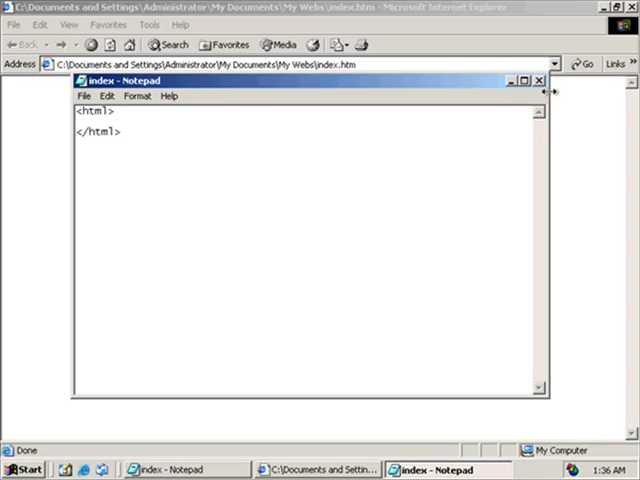 C:\Documents and Settings\Administrator\My Documents\My Webs\index.htm - Microsoft Internet Explorer
File Edit View Favorites Tools Help
Back Search Favorites Media
Address C:\Documents and Settings\Administrator\My Documents\My Webs\index.htm Go Links »
index - Notepad
File Edit Format Help
<html>
</html>
Done My Computer
Start index - Notepad C:\Documents and Settin... index - Notepad 1:36 AM